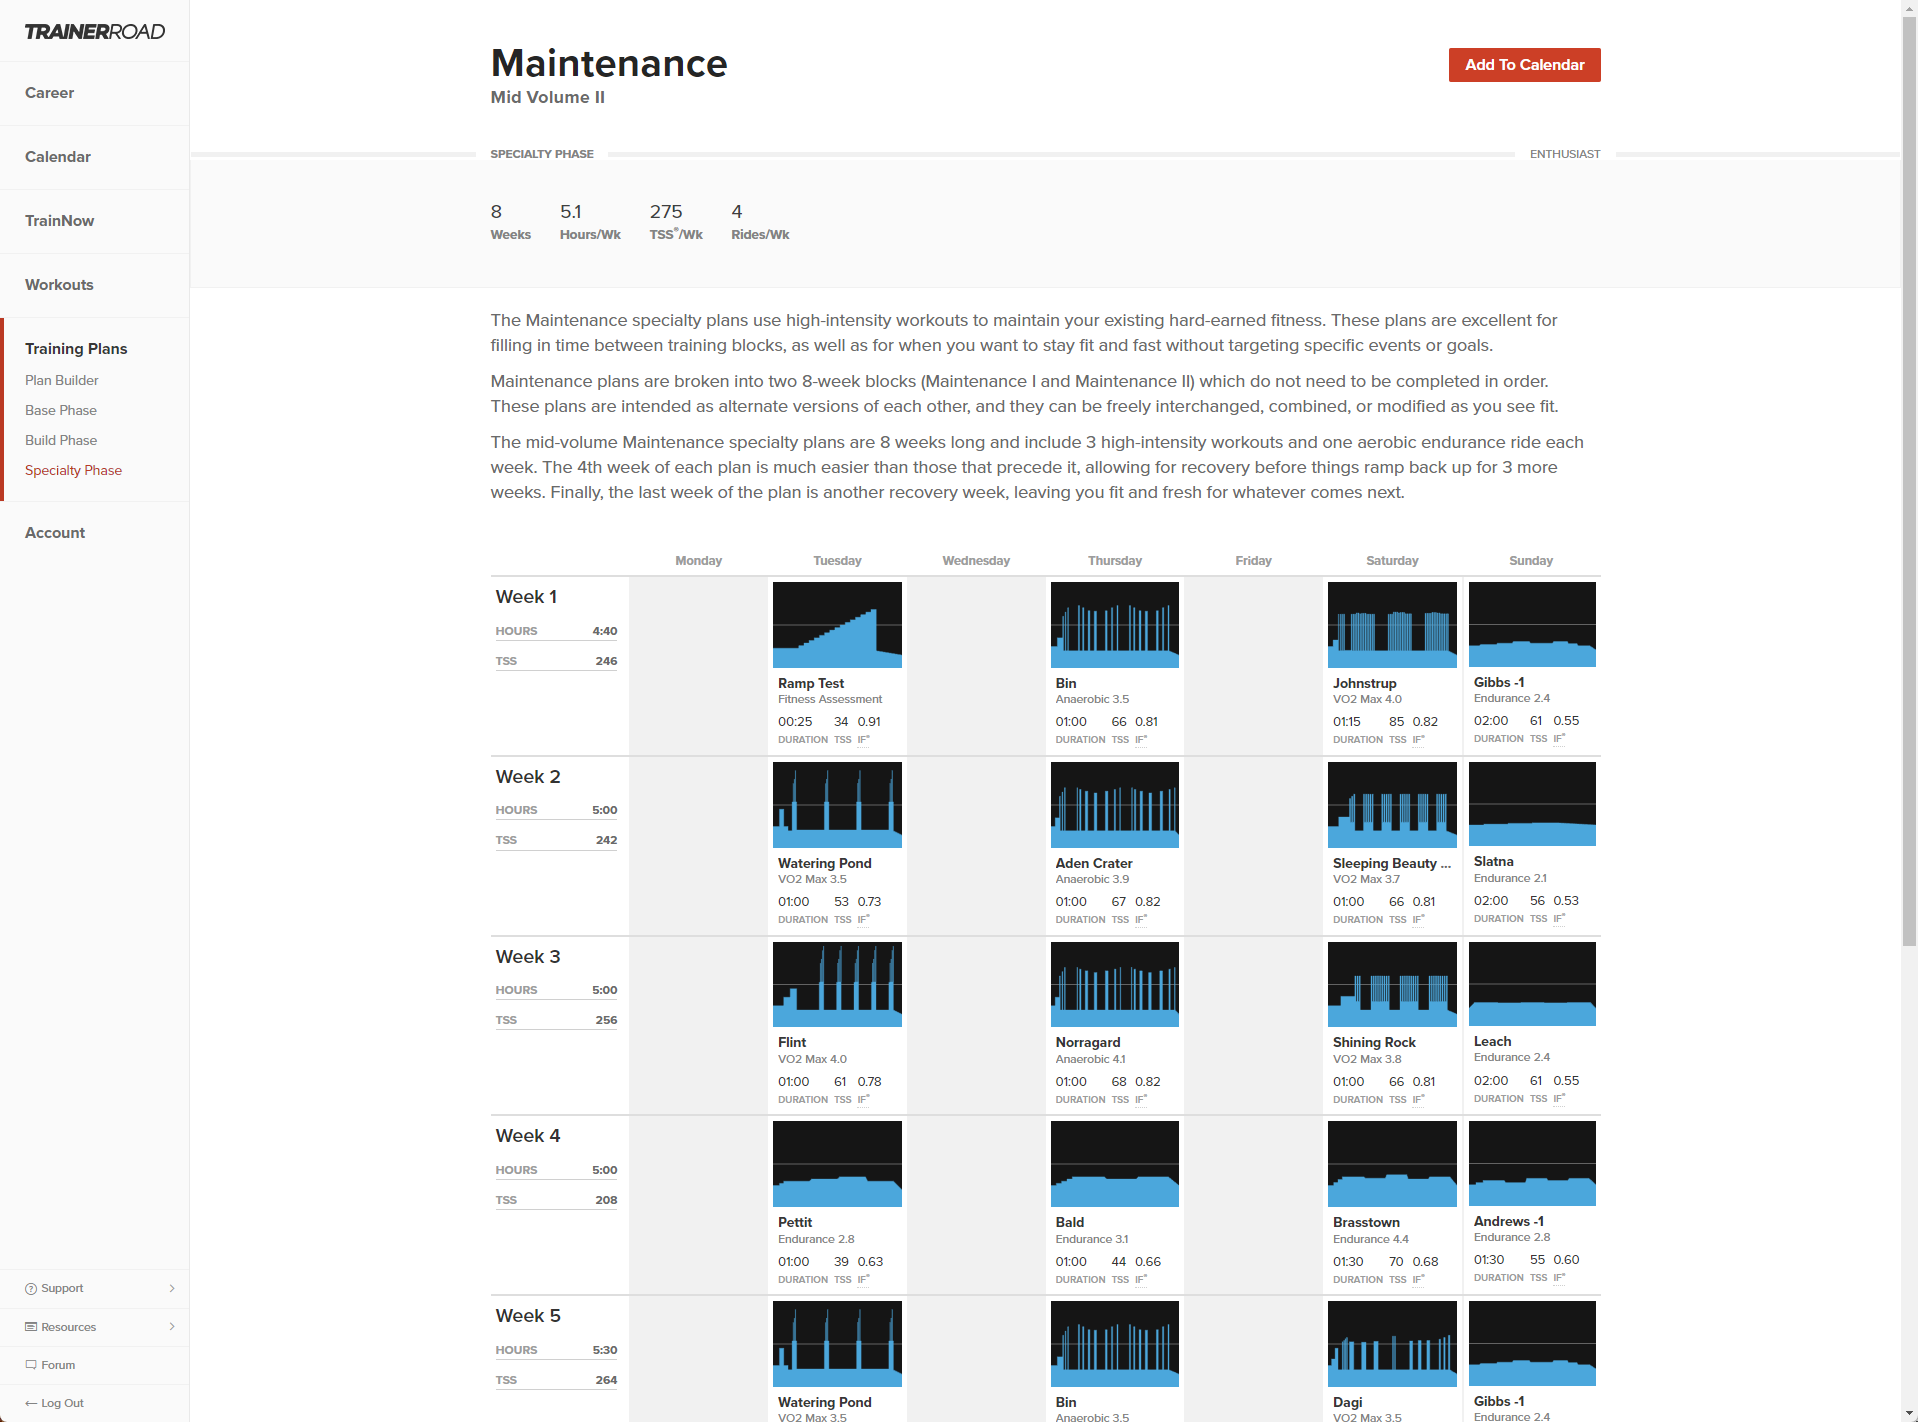 TRAINERROAD
Career
Calendar
TrainNow
Workouts
Training Plans
Plan Builder
Base Phase
Build Phase
Specialty Phase
Account
Support
Resources
Forum
Log Out
Maintenance
Mid Volume II
Add To Calendar
SPECIALTY PHASE
ENTHUSIAST
8 5.1 275 4
Weeks Hours/Wk TSS®/Wk Rides/Wk
The Maintenance specialty plans use high-intensity workouts to maintain your existing hard-earned fitness. These plans are excellent for
filling in time between training blocks, as well as for when you want to stay fit and fast without targeting specific events or goals.
Maintenance plans are broken into two 8-week blocks (Maintenance I and Maintenance II) which do not need to be completed in order.
These plans are intended as alternate versions of each other, and they can be freely interchanged, combined, or modified as you see fit.
The mid-volume Maintenance specialty plans are 8 weeks long and include 3 high-intensity workouts and one aerobic endurance ride each
week. The 4th week of each plan is much easier than those that precede it, allowing for recovery before things ramp back up for 3 more
weeks. Finally, the last week of the plan is another recovery week, leaving you fit and fresh for whatever comes next.
Monday Tuesday Wednesday Thursday Friday Saturday Sunday
Week 1
HOURS 4:40
TSS 246
Ramp Test
Fitness Assessment
00:25 34 0.91
DURATION TSS IF®
Bin
Anaerobic 3.5
01:00 66 0.81
DURATION TSS IF®
Johnstrup
VO2 Max 4.0
01:15 85 0.82
DURATION TSS IF®
Gibbs -1
Endurance 2.4
02:00 61 0.55
DURATION TSS IF®
Week 2
HOURS 5:00
TSS 242
Watering Pond
VO2 Max 3.5
01:00 53 0.73
DURATION TSS IF®
Aden Crater
Anaerobic 3.9
01:00 67 0.82
DURATION TSS IF®
Sleeping Beauty ...
VO2 Max 3.7
01:00 66 0.81
DURATION TSS IF®
Slatna
Endurance 2.1
02:00 56 0.53
DURATION TSS IF®
Week 3
HOURS 5:00
TSS 256
Flint
VO2 Max 4.0
01:00 61 0.78
DURATION TSS IF®
Norragard
Anaerobic 4.1
01:00 68 0.82
DURATION TSS IF®
Shining Rock
VO2 Max 3.8
01:00 66 0.81
DURATION TSS IF®
Leach
Endurance 2.4
02:00 61 0.55
DURATION TSS IF®
Week 4
HOURS 5:00
TSS 208
Pettit
Endurance 2.8
01:00 39 0.63
DURATION TSS IF®
Bald
Endurance 3.1
01:00 44 0.66
DURATION TSS IF®
Brasstown
Endurance 4.4
01:30 70 0.68
DURATION TSS IF®
Andrews -1
Endurance 2.8
01:30 55 0.60
DURATION TSS IF®
Week 5
HOURS 5:30
TSS 264
Watering Pond
VO2 Max 3.5
Bin
Anaerobic 3.5
Dagi
VO2 Max 3.5
Gibbs -1
Endurance 2.4